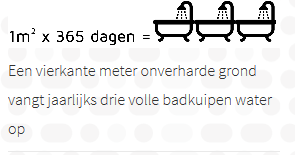 1m² x 365 dagen =
Een vierkante meter onverharde grond
vangt jaarlijks drie volle badkuipen water
op